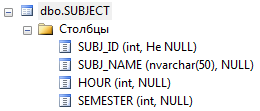 dbo.SUBJECT
Столбцы
SUBJ_ID (int, Не NULL)
SUBJ_NAME (nvarchar(50), NULL)
HOUR (int, NULL)
SEMESTER (int, NULL)